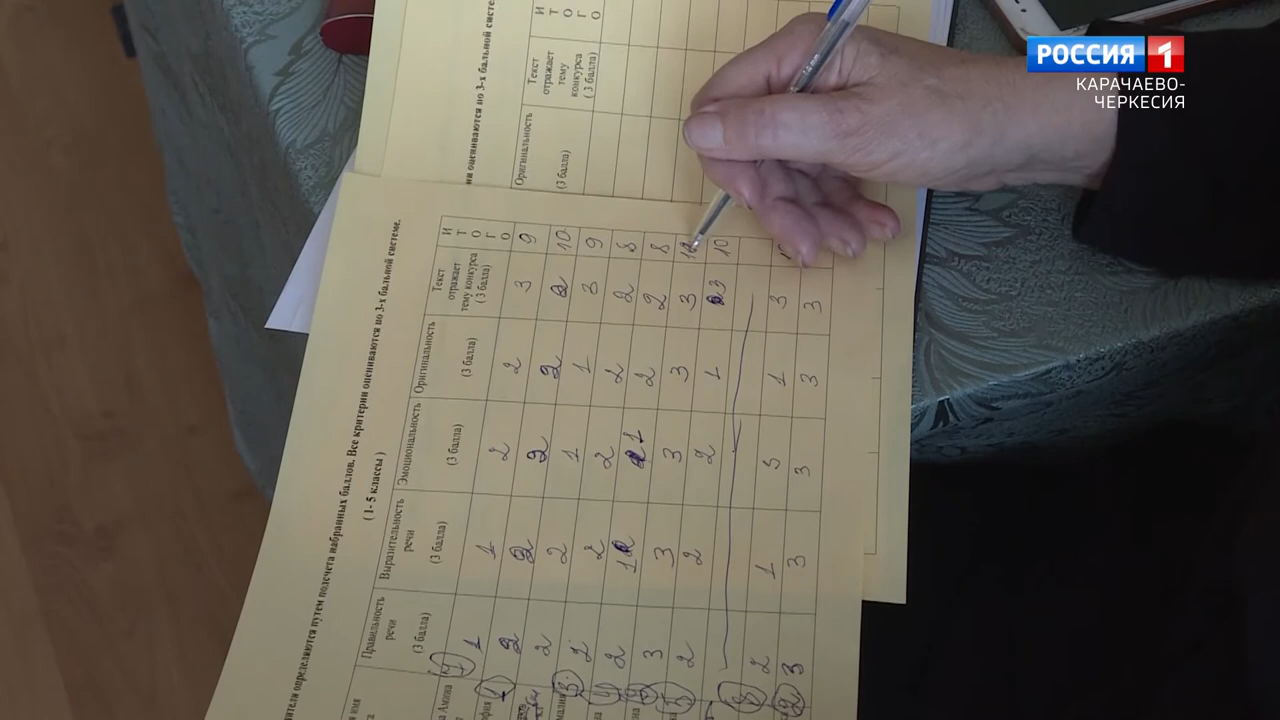 РОССИЯ 1
КАРАЧАЕВО-
ЧЕРКЕСИЯ
ни оцениваются по 3-х бальной систе
Оригинальность
(3 балла)
Текст
отражает
тему
конкурса
( 3 балла)
И
Т
О
Г
О
определяются путем подсчета набранных баллов. Все критерии оцениваются по 3-х бальной системе.
( 1- 5 классы )
Правильность
речи
(3 балла)
Выразительность
речи
(3 балла)
Эмоциональность
(3 балла)
Оригинальность
(3 балла)
Текст
отражает
тему конкурса
( 3 балла)
И
Т
О
Г
О
Амина 1 1 2 2 3 9
2 2 2 2 2 10
2 2 1 1 3 9
2 2 2 2 2 8
2 2 1 2 2 8
3 3 3 3 3
2 2 2 1 3 10
2 1 3 1 3
3 3 3 3 3